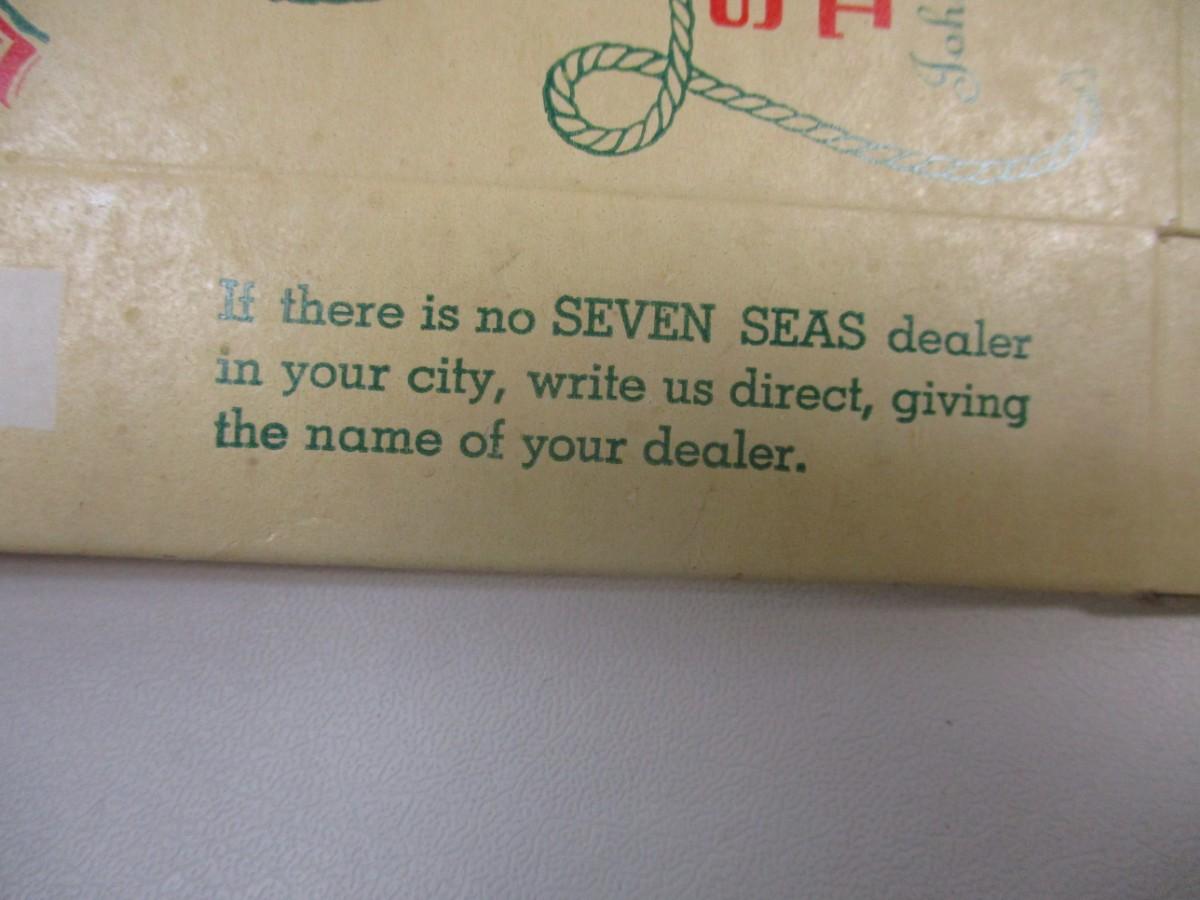 If there is no SEVEN SEAS dealer
in your city, write us direct, giving
the name of your dealer.